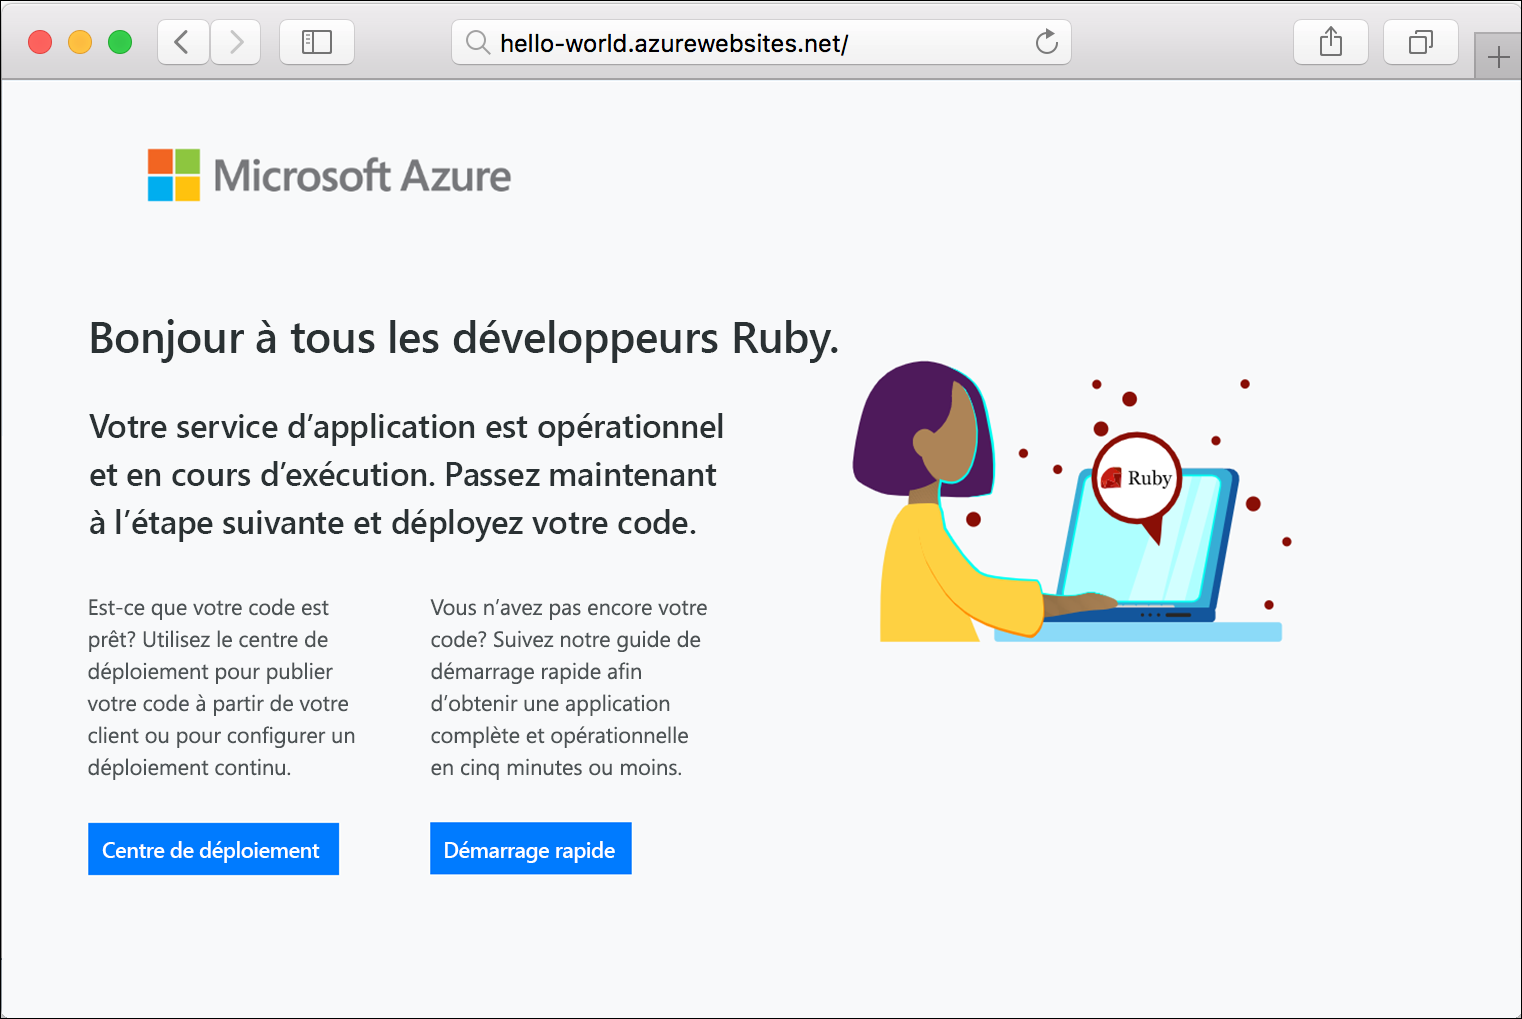 hello-world.azurewebsites.net/
Microsoft Azure
Bonjour à tous les développeurs Ruby.
Votre service d’application est opérationnel
et en cours d’exécution. Passez maintenant
à l’étape suivante et déployez votre code.
Est-ce que votre code est
prêt? Utilisez le centre de
déploiement pour publier
votre code à partir de votre
client ou pour configurer un
déploiement continu.
Centre de déploiement
Vous n’avez pas encore votre
code? Suivez notre guide de
démarrage rapide afin
d’obtenir une application
complète et opérationnelle
en cinq minutes ou moins.
Démarrage rapide
Ruby